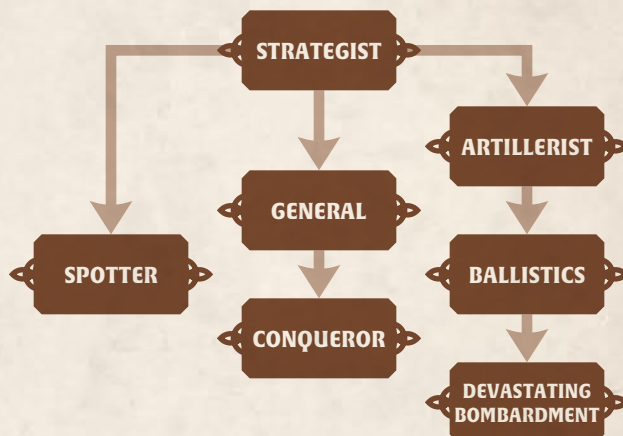 STRATEGIST
ARTILLERIST
GENERAL
SPOTTER
BALLISTICS
CONQUEROR
DEVASTATING
BOMBARDMENT